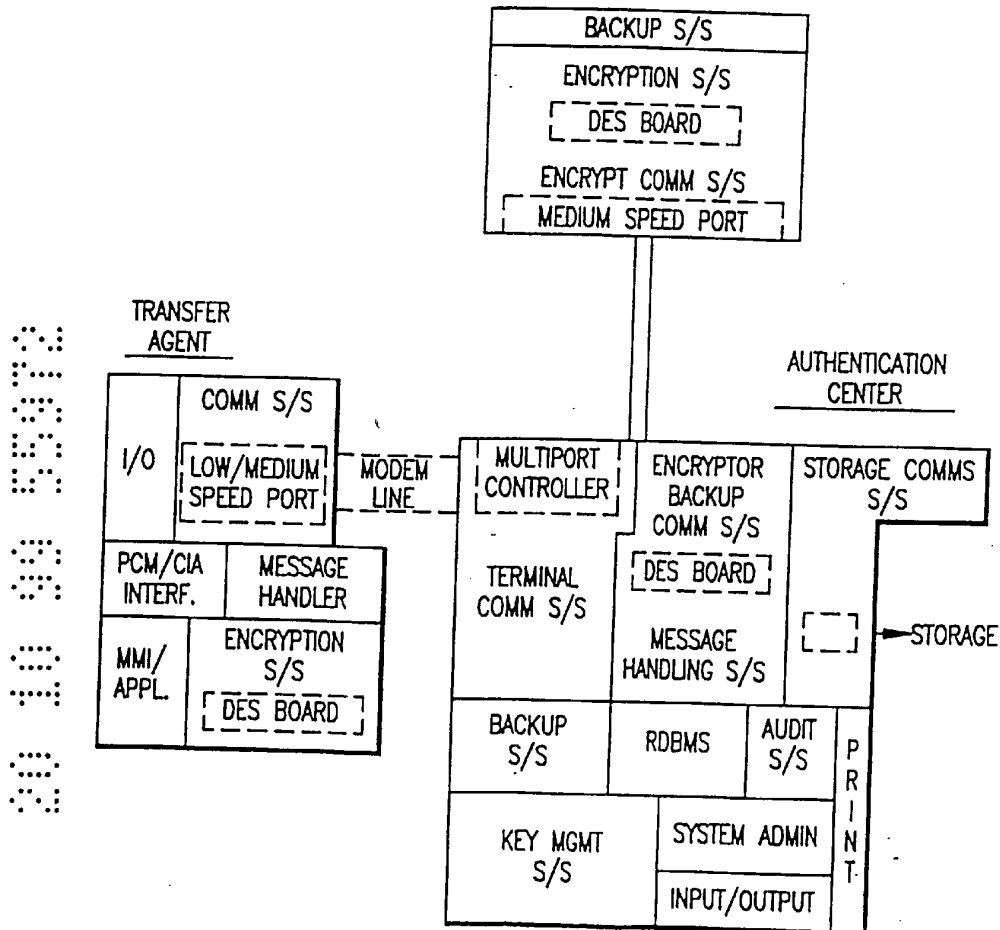 BACKUP S/S
ENCRYPTION S/S
DES BOARD
ENCRYPT COMM S/S
MEDIUM SPEED PORT
TRANSFER
AGENT
I/O
COMM S/S
LOW/MEDIUM
SPEED PORT
MODEM
LINE
PCM/CIA
INTERF.
MESSAGE
HANDLER
MMI/
APPL.
ENCRYPTION
S/S
DES BOARD
AUTHENTICATION
CENTER
MULTIPORT
CONTROLLER
TERMINAL
COMM S/S
ENCRYPTOR
BACKUP
COMM S/S
DES BOARD
MESSAGE
HANDLING S/S
STORAGE COMMS
S/S
STORAGE
BACKUP
S/S
RDBMS
AUDIT
S/S
PRINT
KEY MGMT
S/S
SYSTEM ADMIN
INPUT/OUTPUT